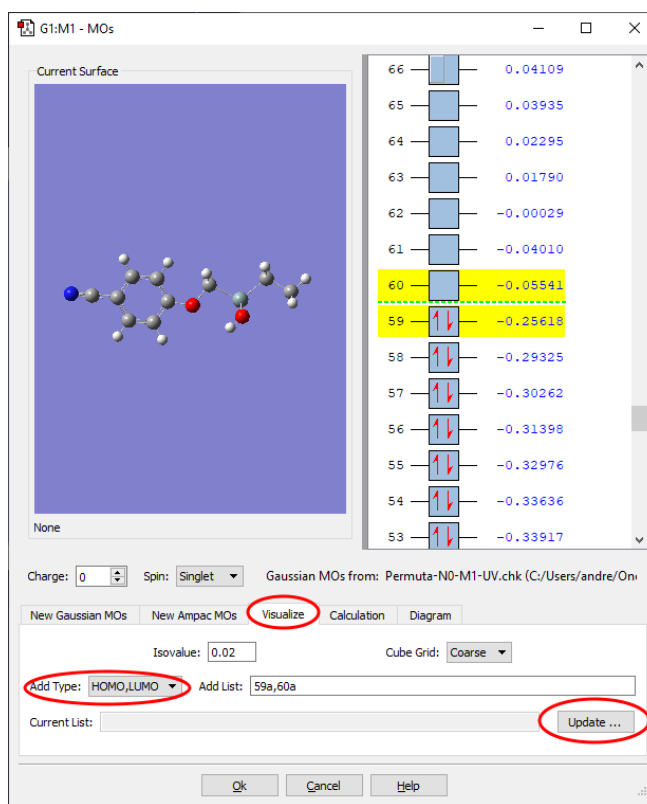 G1:M1 - MOs
Current Surface
66 0.04109
65 0.03935
64 0.02295
63 0.01790
62 -0.00029
61 -0.04010
60 -0.05541
59 -0.25618
58 -0.29325
57 -0.30262
56 -0.31398
55 -0.32976
54 -0.33636
53 -0.33917
None
Charge: 0 Spin: Singlet Gaussian MOs from: Permuta-N0-M1-UV.chk (C:/Users/andre/On
New Gaussian MOs New Ampac MOs Visualize Calculation Diagram
Isovalue: 0.02 Cube Grid: Coarse
Add Type: HOMO,LUMO Add List: 59a,60a
Current List: Update ...
Ok Cancel Help